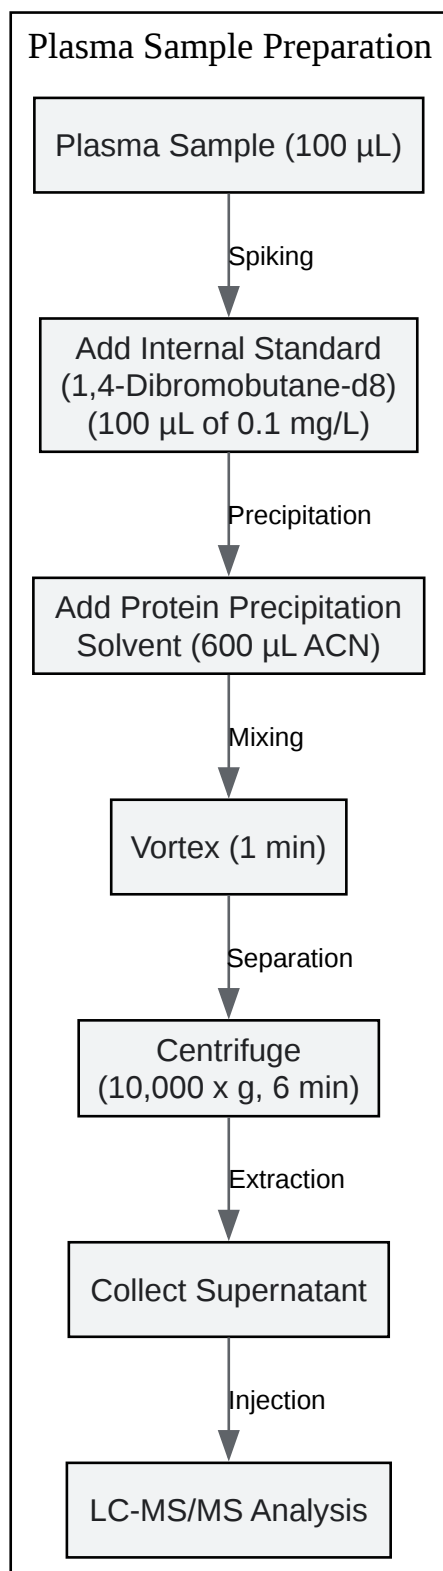 Plasma Sample Preparation
Plasma Sample (100 µL)
Spiking
Add Internal Standard
(1,4-Dibromobutane-d8)
(100 µL of 0.1 mg/L)
Precipitation
Add Protein Precipitation
Solvent (600 µL ACN)
Mixing
Vortex (1 min)
Separation
Centrifuge
(10,000 x g, 6 min)
Extraction
Collect Supernatant
Injection
LC-MS/MS Analysis